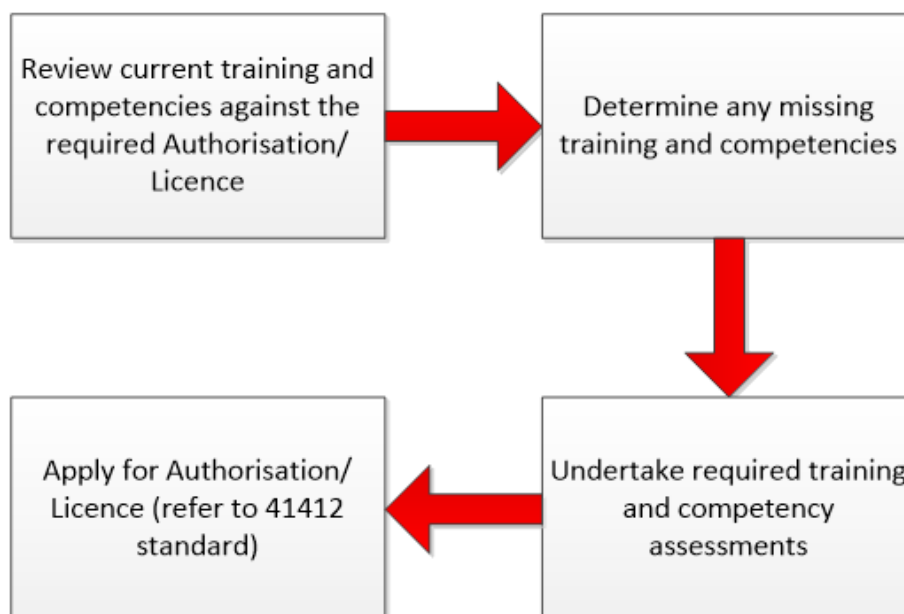 Review current training and
competencies against the
required Authorisation/
Licence
Determine any missing
training and competencies
Undertake required training
and competency
assessments
Apply for Authorisation/
Licence (refer to 41412
standard)